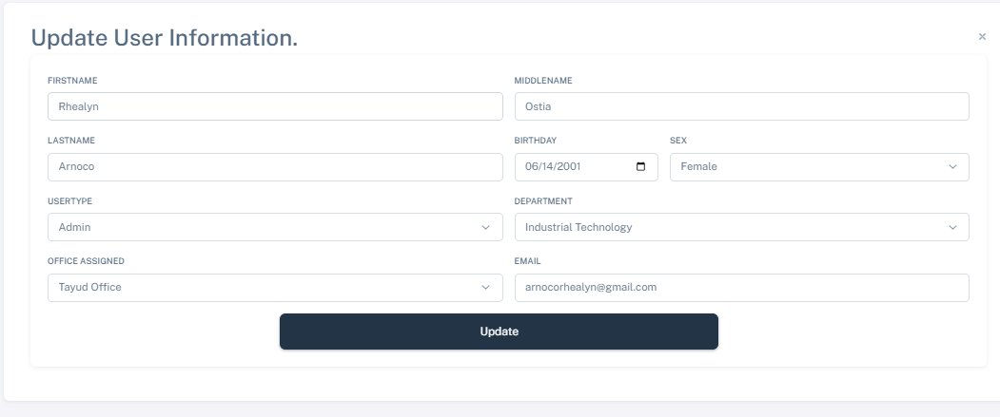 Update User Information.
×
FIRSTNAME
MIDDLENAME
Rhealyn
Ostia
LASTNAME
BIRTHDAY
SEX
Arnoco
06/14/2001
Female
USERTYPE
DEPARTMENT
Admin
Industrial Technology
OFFICE ASSIGNED
EMAIL
Tayud Office
arnocorhealyn@gmail.com
Update